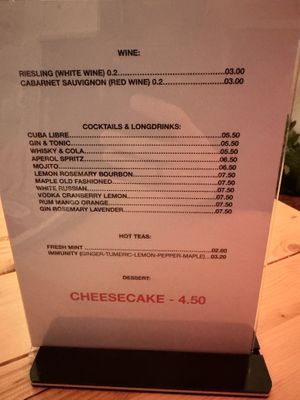 WINE:
RIESLING (WHITE WINE) 0.2.......................................03.00
CABARNET SAUVIGNON (RED WINE) 0.2....................03.00
COCKTAILS & LONGDRINKS:
CUBA LIBRE.......................................................05.50
GIN & TONIC......................................................05.50
WHISKY & COLA.................................................05.50
APEROL SPRITZ.................................................06.50
MOJITO..............................................................06.50
LEMON ROSEMARY BOURBON.........................07.50
MAPLE OLD FASHIONED...................................07.50
WHITE RUSSIAN................................................07.50
VODKA CRANBERRY LEMON.............................07.50
RUM MANGO ORANGE......................................07.50
GIN ROSEMARY LAVENDER..............................07.50
HOT TEAS:
FRESH MINT ......................................................02.80
IMMUNITY (GINGER-TUMERIC-LEMON-PEPPER-MAPLE)...03.20
DESSERT:
CHEESECAKE - 4.50